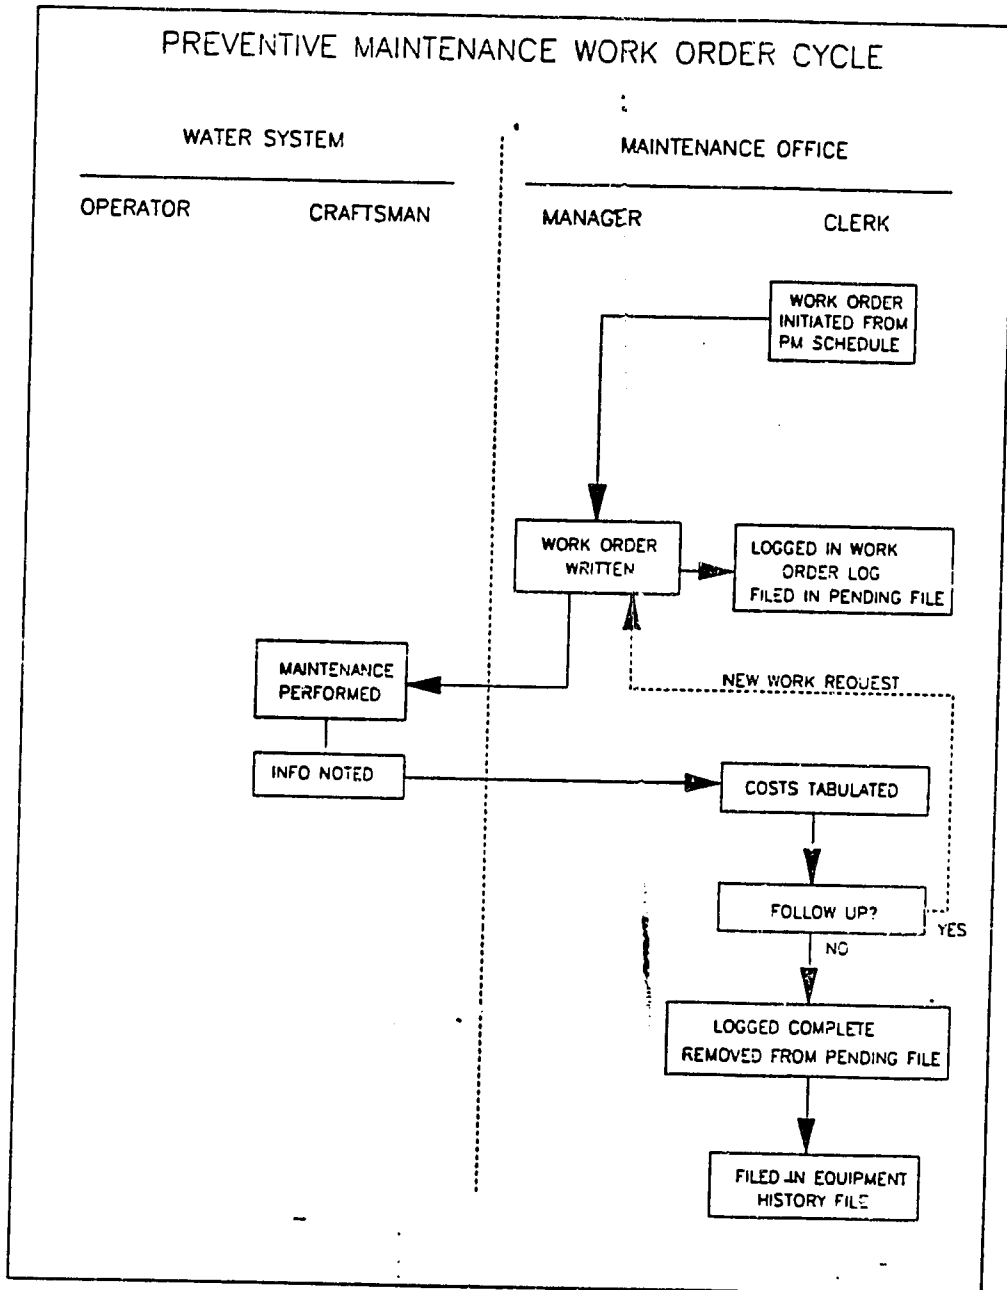 PREVENTIVE MAINTENANCE WORK ORDER CYCLE
WATER SYSTEM
MAINTENANCE OFFICE
OPERATOR
CRAFTSMAN
MANAGER
CLERK
WORK ORDER
INITIATED FROM
PM SCHEDULE
WORK ORDER
WRITTEN
LOGGED IN WORK
ORDER LOG
FILED IN PENDING FILE
MAINTENANCE
PERFORMED
NEW WORK REQUEST
INFO NOTED
COSTS TABULATED
FOLLOW UP?
YES
NO
LOGGED COMPLETE
REMOVED FROM PENDING FILE
FILED IN EQUIPMENT
HISTORY FILE